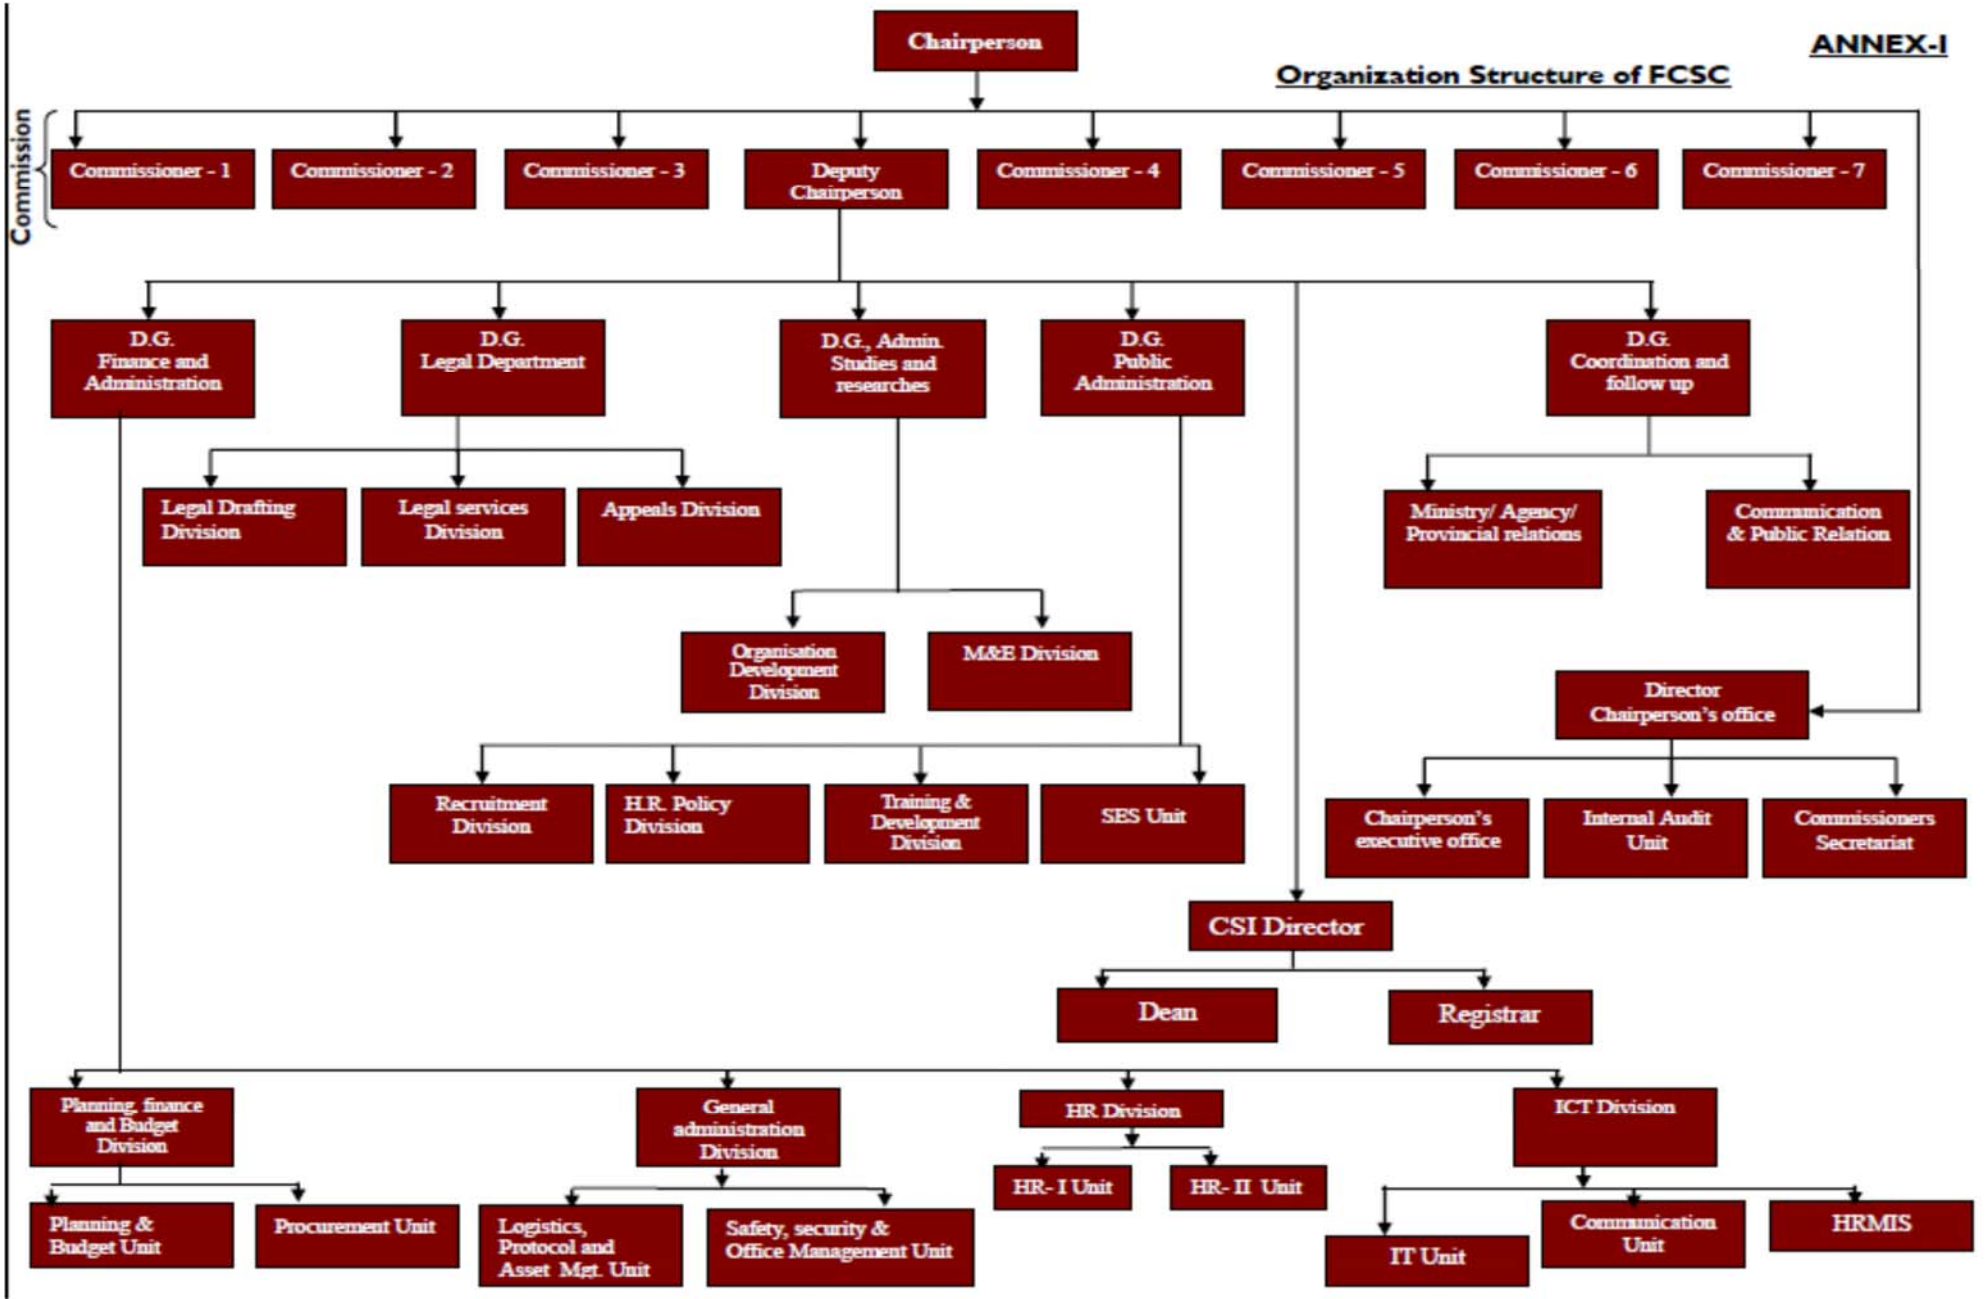 Chairperson
ANNEX-I
Organization Structure of FCSC
Commission
Commissioner - 1
Commissioner - 2
Commissioner - 3
Deputy
Chairperson
Commissioner - 4
Commissioner - 5
Commissioner - 6
Commissioner - 7
D.G.
Finance and
Administration
D.G.
Legal Department
D.G., Admin.
Studies and
researches
D.G.
Public
Administration
D.G.
Coordination and
follow up
Legal Drafting
Division
Legal services
Division
Appeals Division
Ministry/ Agency/
Provincial relations
Communication
& Public Relation
Organisation
Development
Division
M&E Division
Director
Chairperson's office
Recruitment
Division
H.R. Policy
Division
Training &
Development
Division
SES Unit
Chairperson's
executive office
Internal Audit
Unit
Commissioners
Secretariat
CSI Director
Dean
Registrar
Planning, finance
and Budget
Division
General
administration
Division
HR Division
ICT Division
HR- I Unit
HR- II Unit
Planning &
Budget Unit
Procurement Unit
Logistics,
Protocol and
Asset Mgt. Unit
Safety, security &
Office Management Unit
IT Unit
Communication
Unit
HRMIS